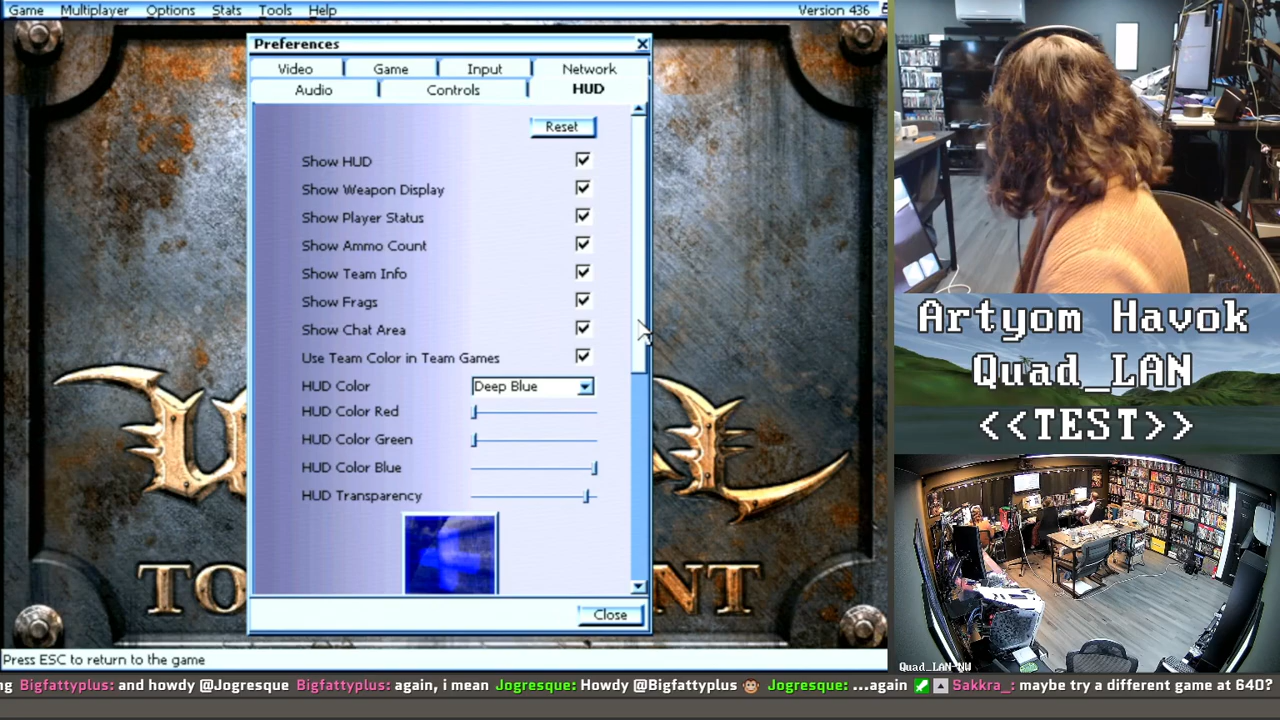 Game Multiplayer Options Stats Tools Help Version 436
Preferences
Video Game Input Network
Audio Controls HUD
Reset
Show HUD
Show Weapon Display
Show Player Status
Show Ammo Count
Show Team Info
Show Frags
Show Chat Area
Use Team Color in Team Games
HUD Color Deep Blue
HUD Color Red
HUD Color Green
HUD Color Blue
HUD Transparency
Close
Press ESC to return to the game
Artyom Havok
Quad_LAN
<<TEST>>
Quad_LAN-NW
ng Bigfattyplus: and howdy @Jogresque Bigfattyplus: again, i mean Jogresque: Howdy @Bigfattyplus Jogresque: ...again Sakkra_: maybe try a different game at 640?